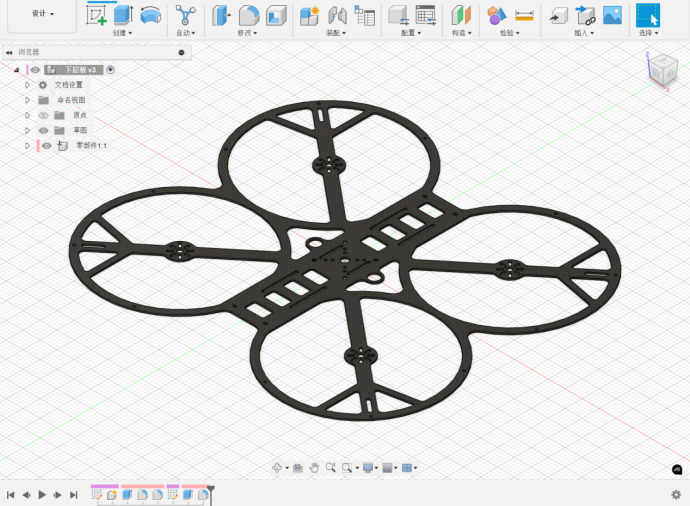 设计
创建
自动
修改
装配
配置
构造
检验
插入
选择
浏览器
下层板 v3
文档设置
命名视图
原点
草图
零部件1:1
Z
X